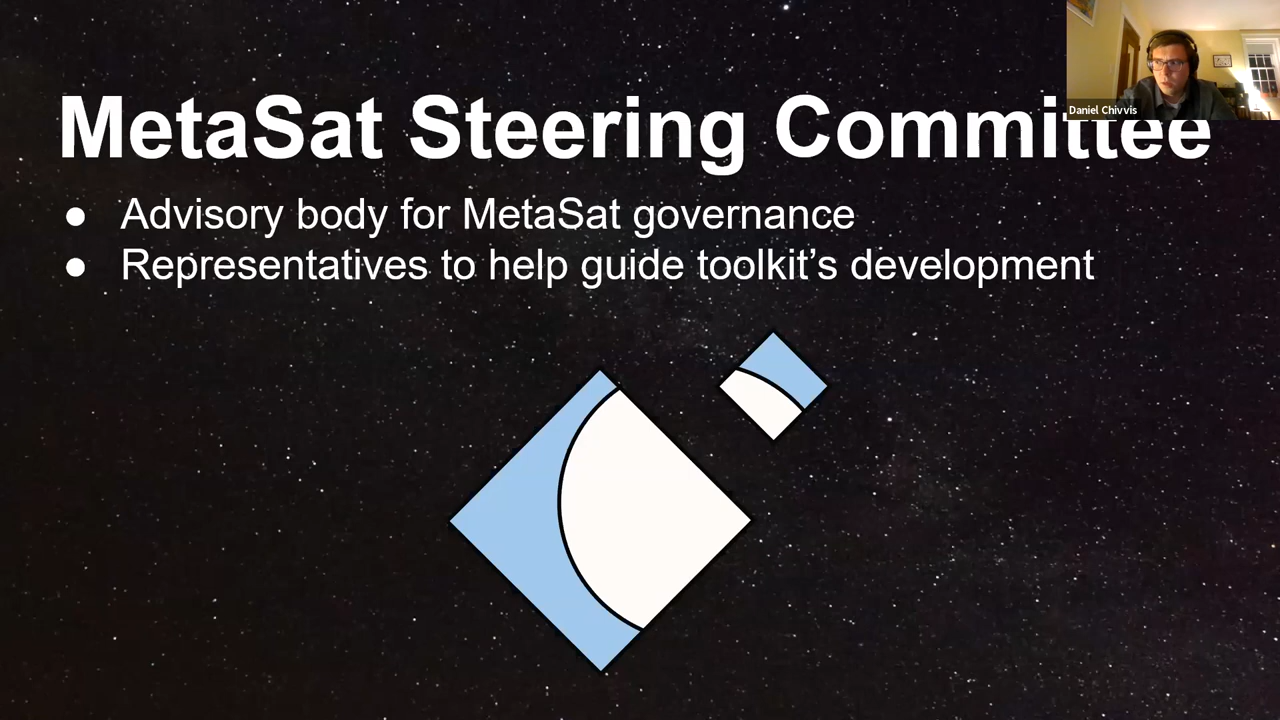 Daniel Chivvis
MetaSat Steering Committee
● Advisory body for MetaSat governance
● Representatives to help guide toolkit’s development